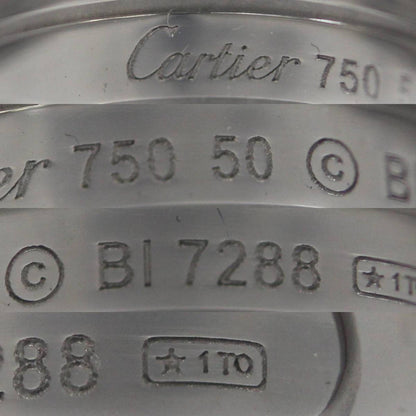 Cartier 750
er 750 50 © B
© BI 7288 ★1T
288 ★1TO